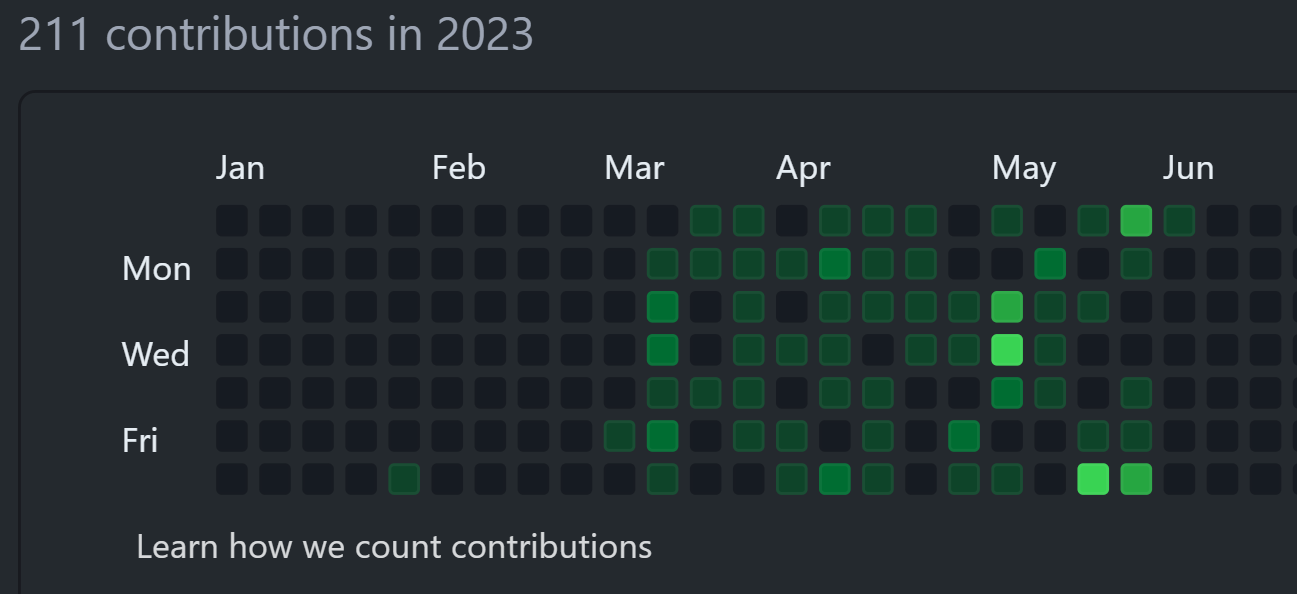 211 contributions in 2023
Jan Feb Mar Apr May Jun
Mon
Wed
Fri
Learn how we count contributions